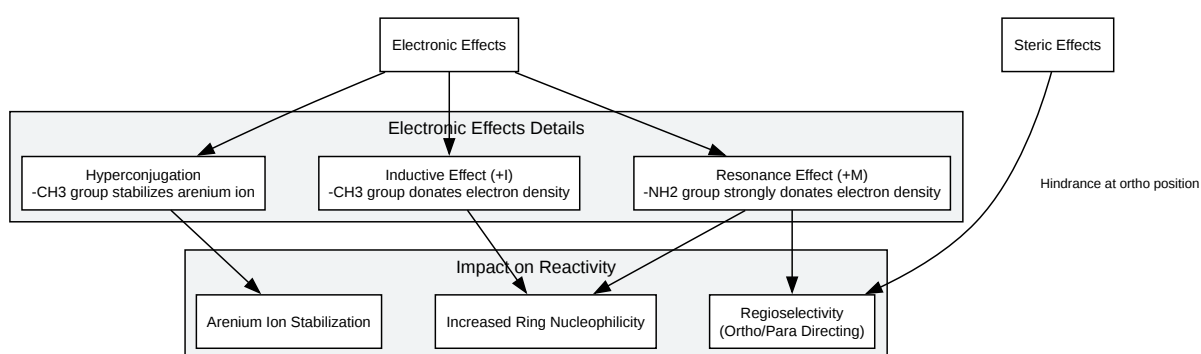 Electronic Effects
Steric Effects
Electronic Effects Details
Hyperconjugation
-CH3 group stabilizes arenium ion
Inductive Effect (+I)
-CH3 group donates electron density
Resonance Effect (+M)
-NH2 group strongly donates electron density
Hindrance at ortho position
Impact on Reactivity
Arenium Ion Stabilization
Increased Ring Nucleophilicity
Regioselectivity
(Ortho/Para Directing)